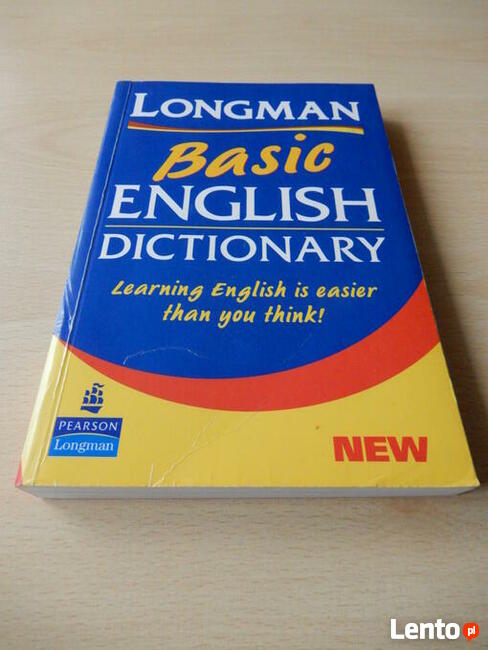 LONGMAN
Basic
ENGLISH
DICTIONARY
Learning English is easier
than you think!
PEARSON
Longman
NEW
Lento pl